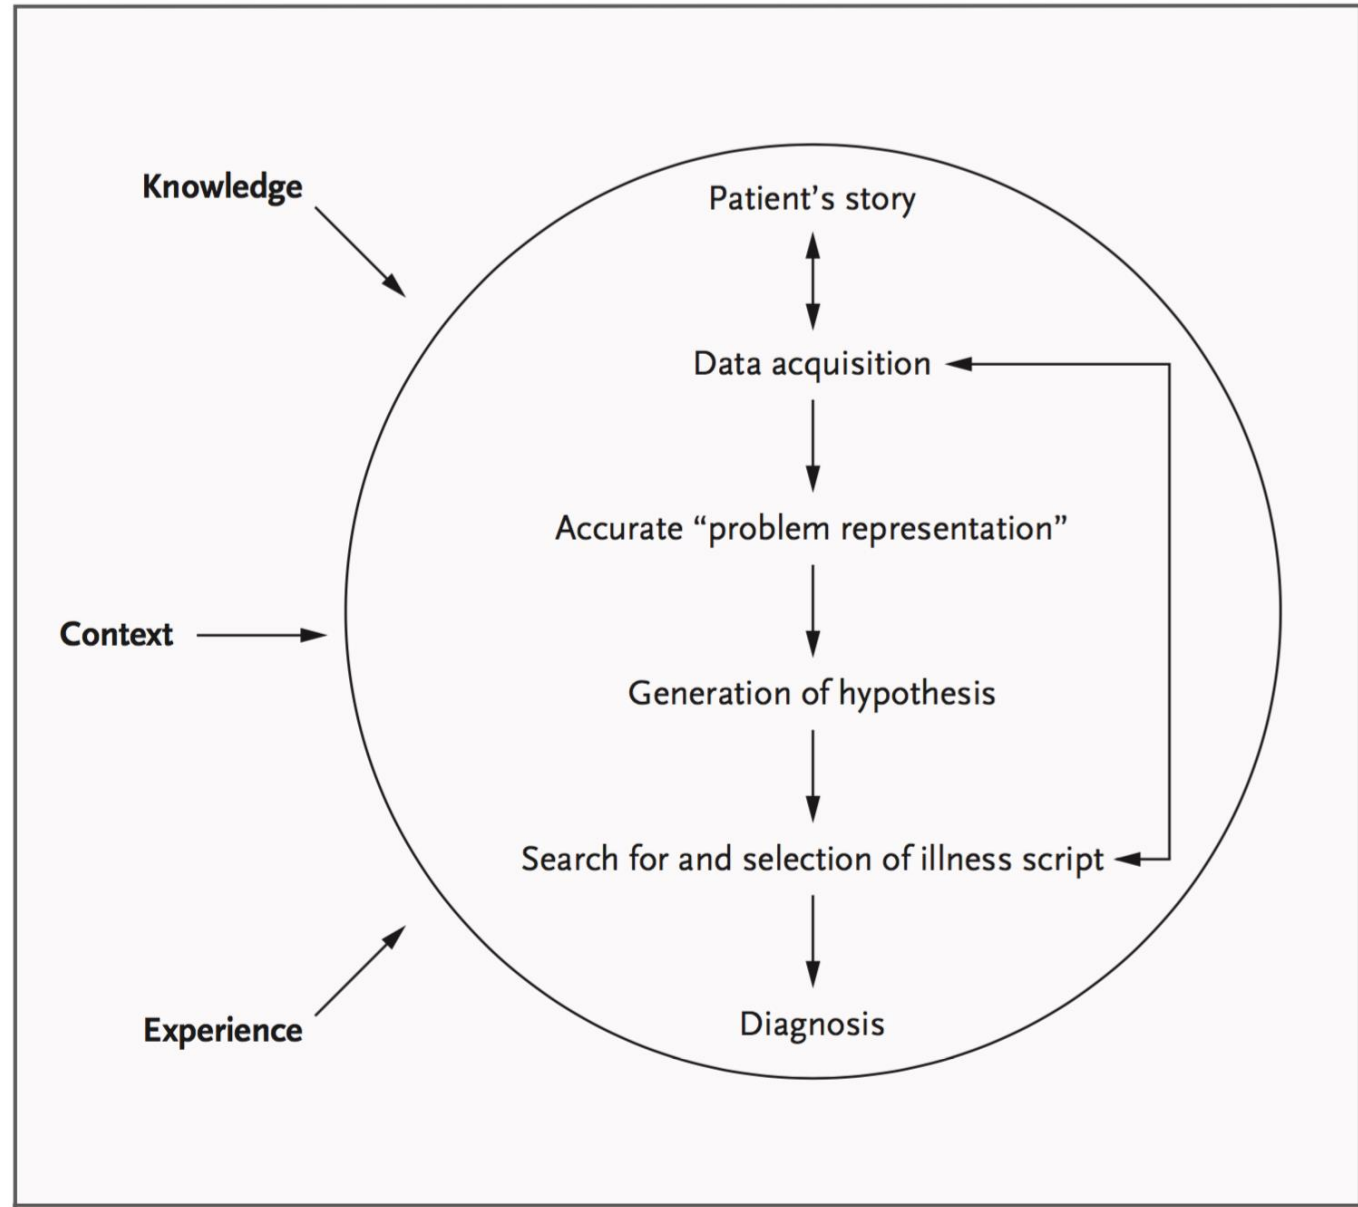 Knowledge
Patient’s story
Data acquisition
Accurate “problem representation”
Context
Generation of hypothesis
Search for and selection of illness script
Experience
Diagnosis